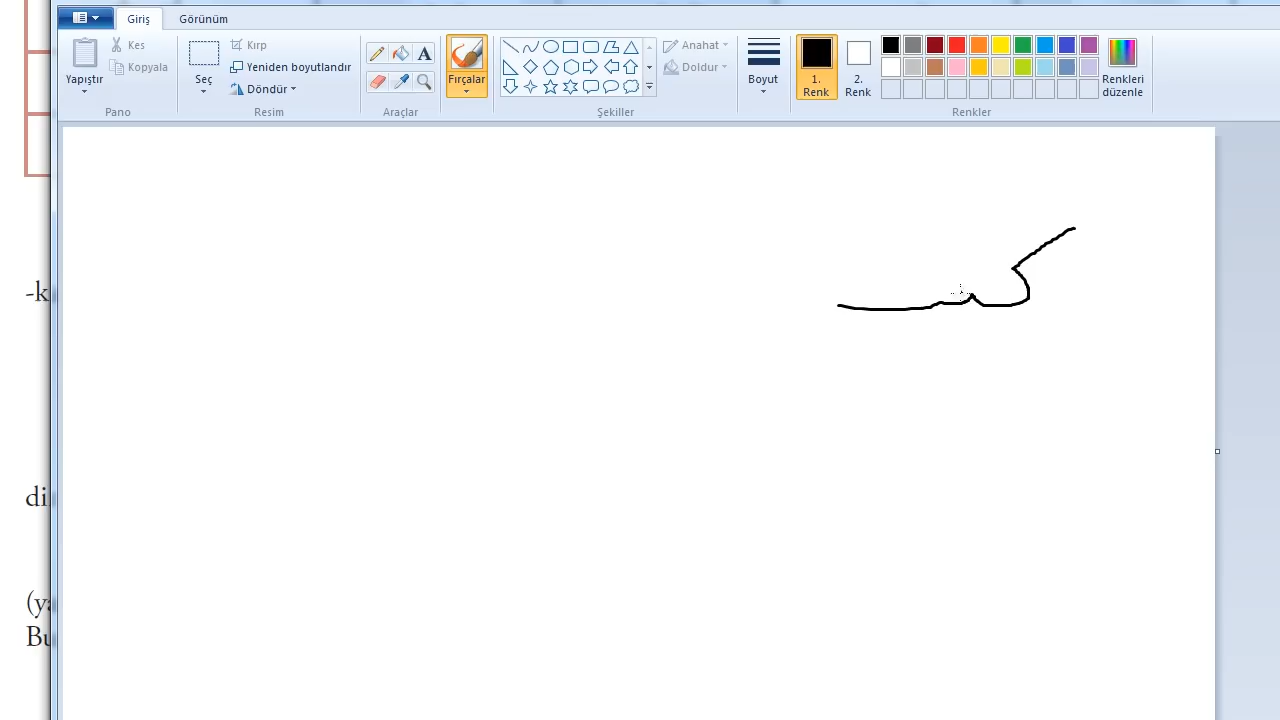 Giriş Görünüm
Yapıştır
Kes
Kopyala
Pano
Seç
Kırp
Yeniden boyutlandır
Döndür
Resim
A
Araçlar
Fırçalar
Anahat
Doldur
Şekiller
Boyut
1.
Renk
2.
Renk
Renkleri
düzenle
Renkler